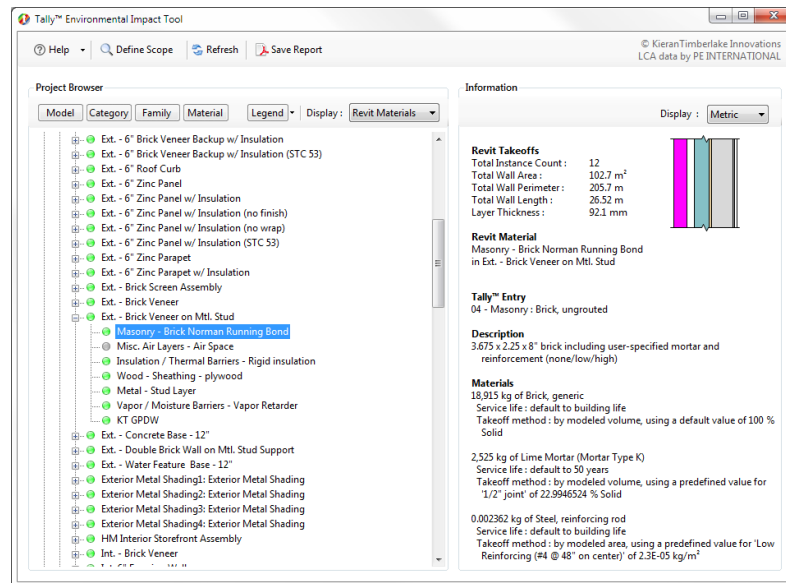 Tally™ Environmental Impact Tool
Help
Define Scope
Refresh
Save Report
© KieranTimberlake Innovations
LCA data by PE INTERNATIONAL
Project Browser
Model
Category
Family
Material
Legend
Display :
Revit Materials
Ext. - 6" Brick Veneer Backup w/ Insulation
Ext. - 6" Brick Veneer Backup w/ Insulation (STC 53)
Ext. - 6" Roof Curb
Ext. - 6" Zinc Panel
Ext. - 6" Zinc Panel w/ Insulation
Ext. - 6" Zinc Panel w/ Insulation (no finish)
Ext. - 6" Zinc Panel w/ Insulation (no wrap)
Ext. - 6" Zinc Panel w/ Insulation (STC 53)
Ext. - 6" Zinc Parapet
Ext. - 6" Zinc Parapet w/ Insulation
Ext. - Brick Screen Assembly
Ext. - Brick Veneer
Ext. - Brick Veneer on Mtl. Stud
Masonry - Brick Norman Running Bond
Misc. Air Layers - Air Space
Insulation / Thermal Barriers - Rigid insulation
Wood - Sheathing - plywood
Metal - Stud Layer
Vapor / Moisture Barriers - Vapor Retarder
KT GPDW
Ext. - Concrete Base - 12"
Ext. - Double Brick Wall on Mtl. Stud Support
Ext. - Water Feature Base - 12"
Exterior Metal Shading1: Exterior Metal Shading
Exterior Metal Shading2: Exterior Metal Shading
Exterior Metal Shading3: Exterior Metal Shading
Exterior Metal Shading4: Exterior Metal Shading
HM Interior Storefront Assembly
Int. - Brick Veneer
Information
Display :
Metric
Revit Takeoffs
Total Instance Count : 12
Total Wall Area : 102.7 m²
Total Wall Perimeter : 205.7 m
Total Wall Length : 26.52 m
Layer Thickness : 92.1 mm
Revit Material
Masonry - Brick Norman Running Bond
in Ext. - Brick Veneer on Mtl. Stud
Tally™ Entry
04 - Masonry : Brick, ungrouted
Description
3.675 x 2.25 x 8" brick including user-specified mortar and
reinforcement (none/low/high)
Materials
18,915 kg of Brick, generic
Service life : default to building life
Takeoff method : by modeled volume, using a default value of 100 %
Solid
2,525 kg of Lime Mortar (Mortar Type K)
Service life : default to 50 years
Takeoff method : by modeled volume, using a predefined value for
'1/2" joint' of 22.9946524 % Solid
0.002362 kg of Steel, reinforcing rod
Service life : default to building life
Takeoff method : by modeled area, using a predefined value for 'Low
Reinforcing (#4 @ 48" on center)' of 2.3E-05 kg/m²